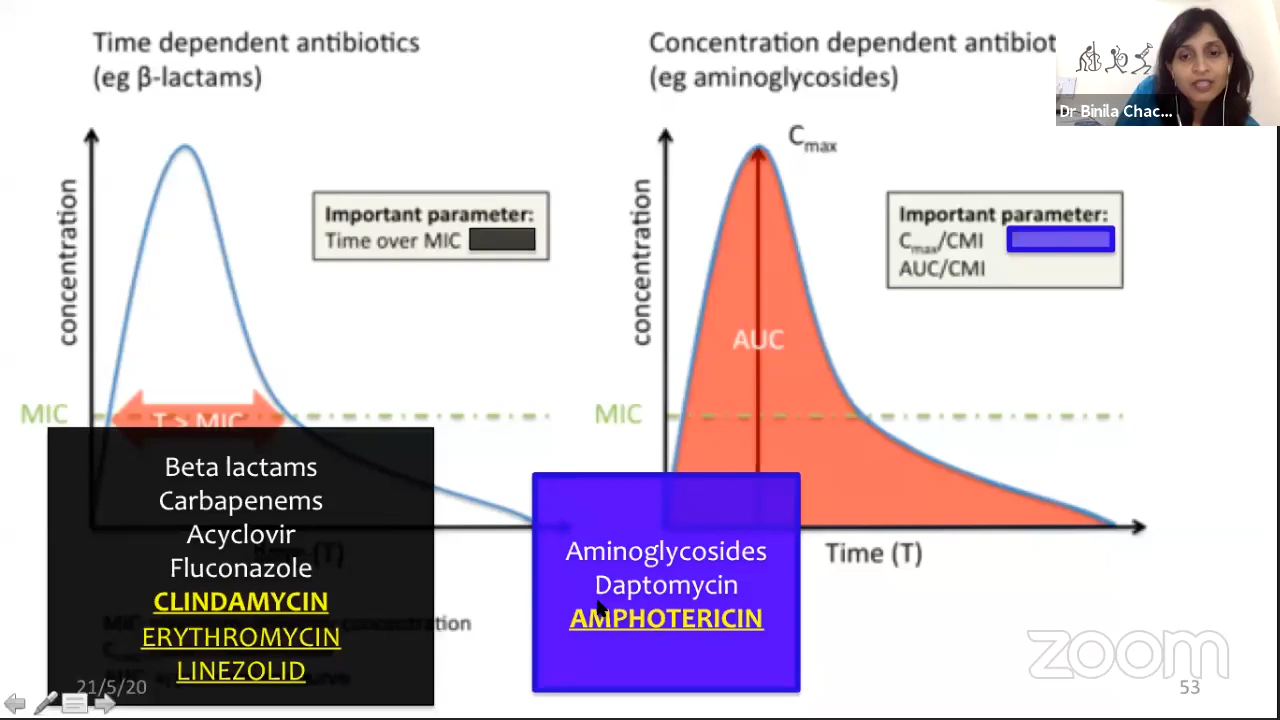 Time dependent antibiotics
(eg β-lactams)
concentration
Important parameter:
Time over MIC
MIC
T > MIC
(T)
Beta lactams
Carbapenems
Acyclovir
Fluconazole
CLINDAMYCIN
ERYTHROMYCIN
LINEZOLID
concentration
21/5/20
Concentration dependent antibiot
(eg aminoglycosides)
Dr Binila Chac...
Cmax
concentration
Important parameter:
Cmax/CMI
AUC/CMI
AUC
MIC
Time (T)
Aminoglycosides
Daptomycin
AMPHOTERICIN
zoom
53